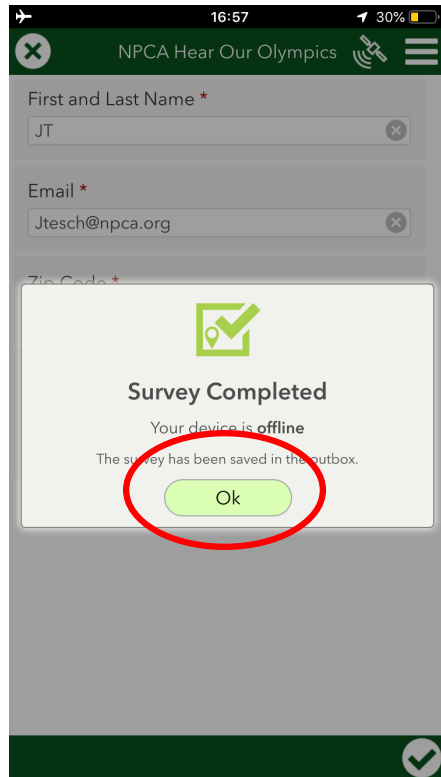 16:57
30%
NPCA Hear Our Olympics
First and Last Name *
JT
Email *
Jtesch@npca.org
Zip Code *
Survey Completed
Your device is offline
The survey has been saved in the outbox.
Ok